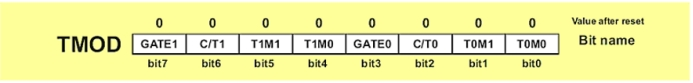 0 0 0 0 0 0 0 0 Value after reset
TMOD GATE1 C/T1 T1M1 T1M0 GATE0 C/T0 T0M1 T0M0 Bit name
bit7 bit6 bit5 bit4 bit3 bit2 bit1 bit0